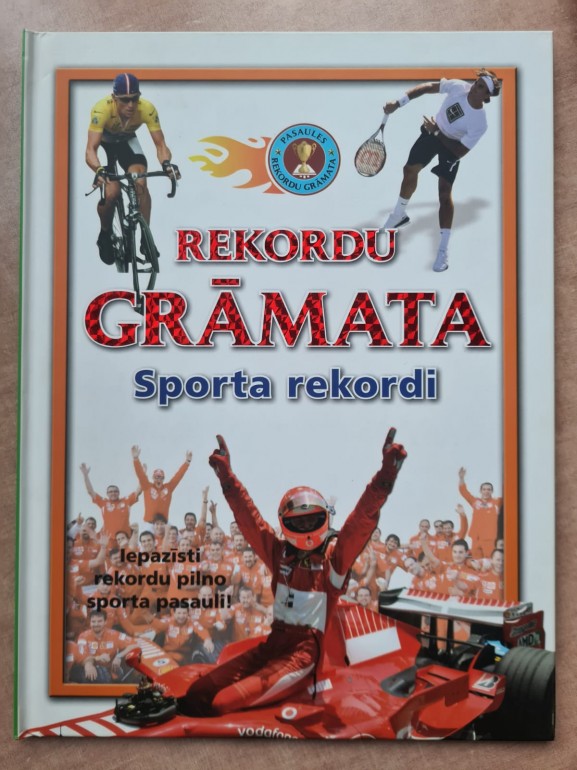 PASAULES
REKORDU GRĀMATA
REKORDU
GRĀMATA
Sporta rekordi
Iepazīsti
rekordu pilno
sporta pasauli!
vodafone